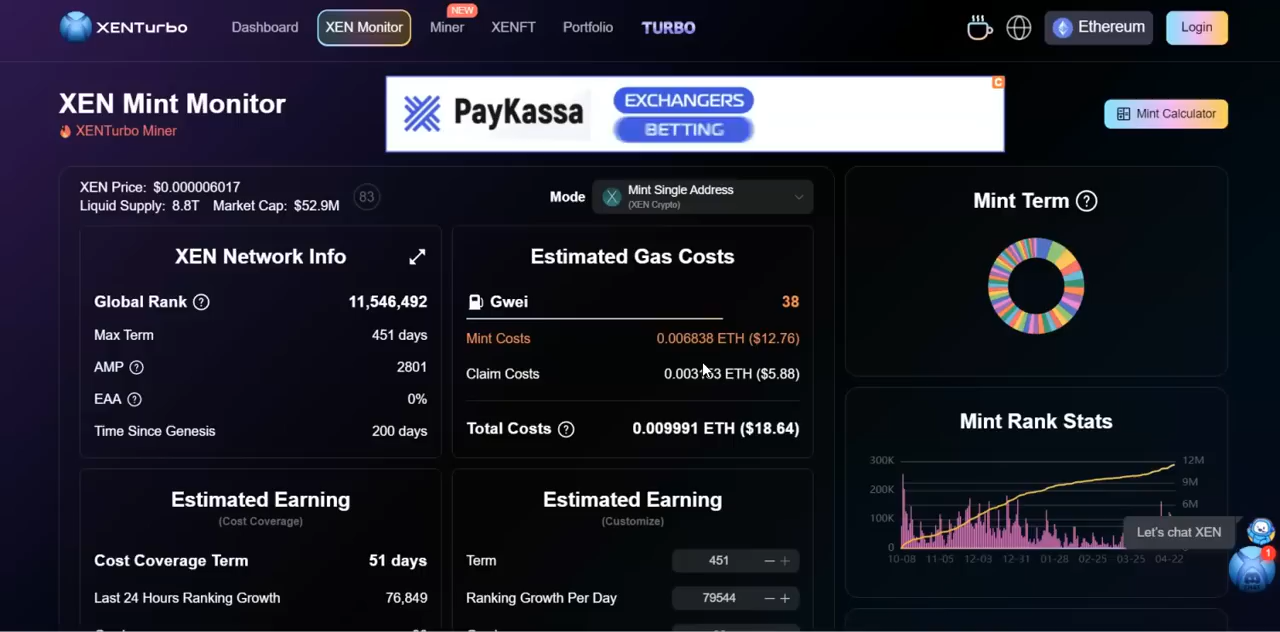 XENTurbo
Dashboard
XEN Monitor
NEW
Miner
XENFT
Portfolio
TURBO
Ethereum
Login
XEN Mint Monitor
XENTurbo Miner
PayKassa
EXCHANGERS
BETTING
C
Mint Calculator
XEN Price: $0.000006017
Liquid Supply: 8.8T Market Cap: $52.9M
83
Mode
Mint Single Address
(XEN Crypto)
XEN Network Info
Global Rank ? 11,546,492
Max Term 451 days
AMP ? 2801
EAA ? 0%
Time Since Genesis 200 days
Estimated Gas Costs
Gwei 38
Mint Costs 0.006838 ETH ($12.76)
Claim Costs ETH ($5.88)
Total Costs ? 0.009991 ETH ($18.64)
Mint Term ?
Estimated Earning
(Cost Coverage)
Cost Coverage Term 51 days
Last 24 Hours Ranking Growth 76,849
Estimated Earning
(Customize)
Term 451 — +
Ranking Growth Per Day 79544 — +
Mint Rank Stats
300K 12M
200K 9M
6M
100K
0
10-08 11-05 12-03 12-31 01-28 02-25 03-25 04-22
Let's chat XEN
1